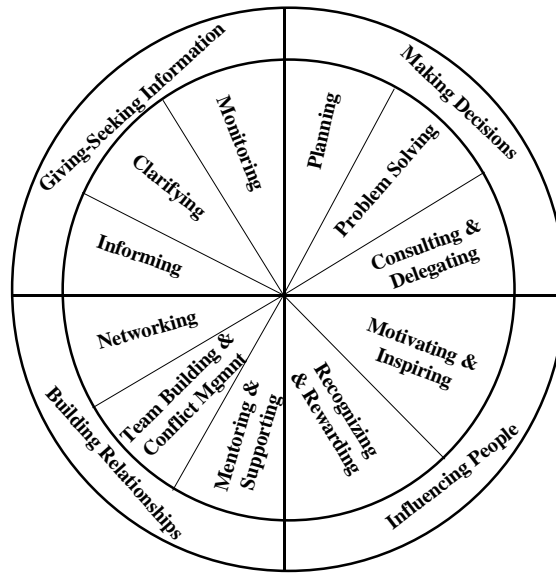 Giving-Seeking Information
Making Decisions
Monitoring
Planning
Clarifying
Problem Solving
Informing
Consulting &
Delegating
Networking
Motivating &
Inspiring
Team Building &
Conflict Mgmnt
Mentoring &
Supporting
Recognizing
& Rewarding
Building Relationships
Influencing People